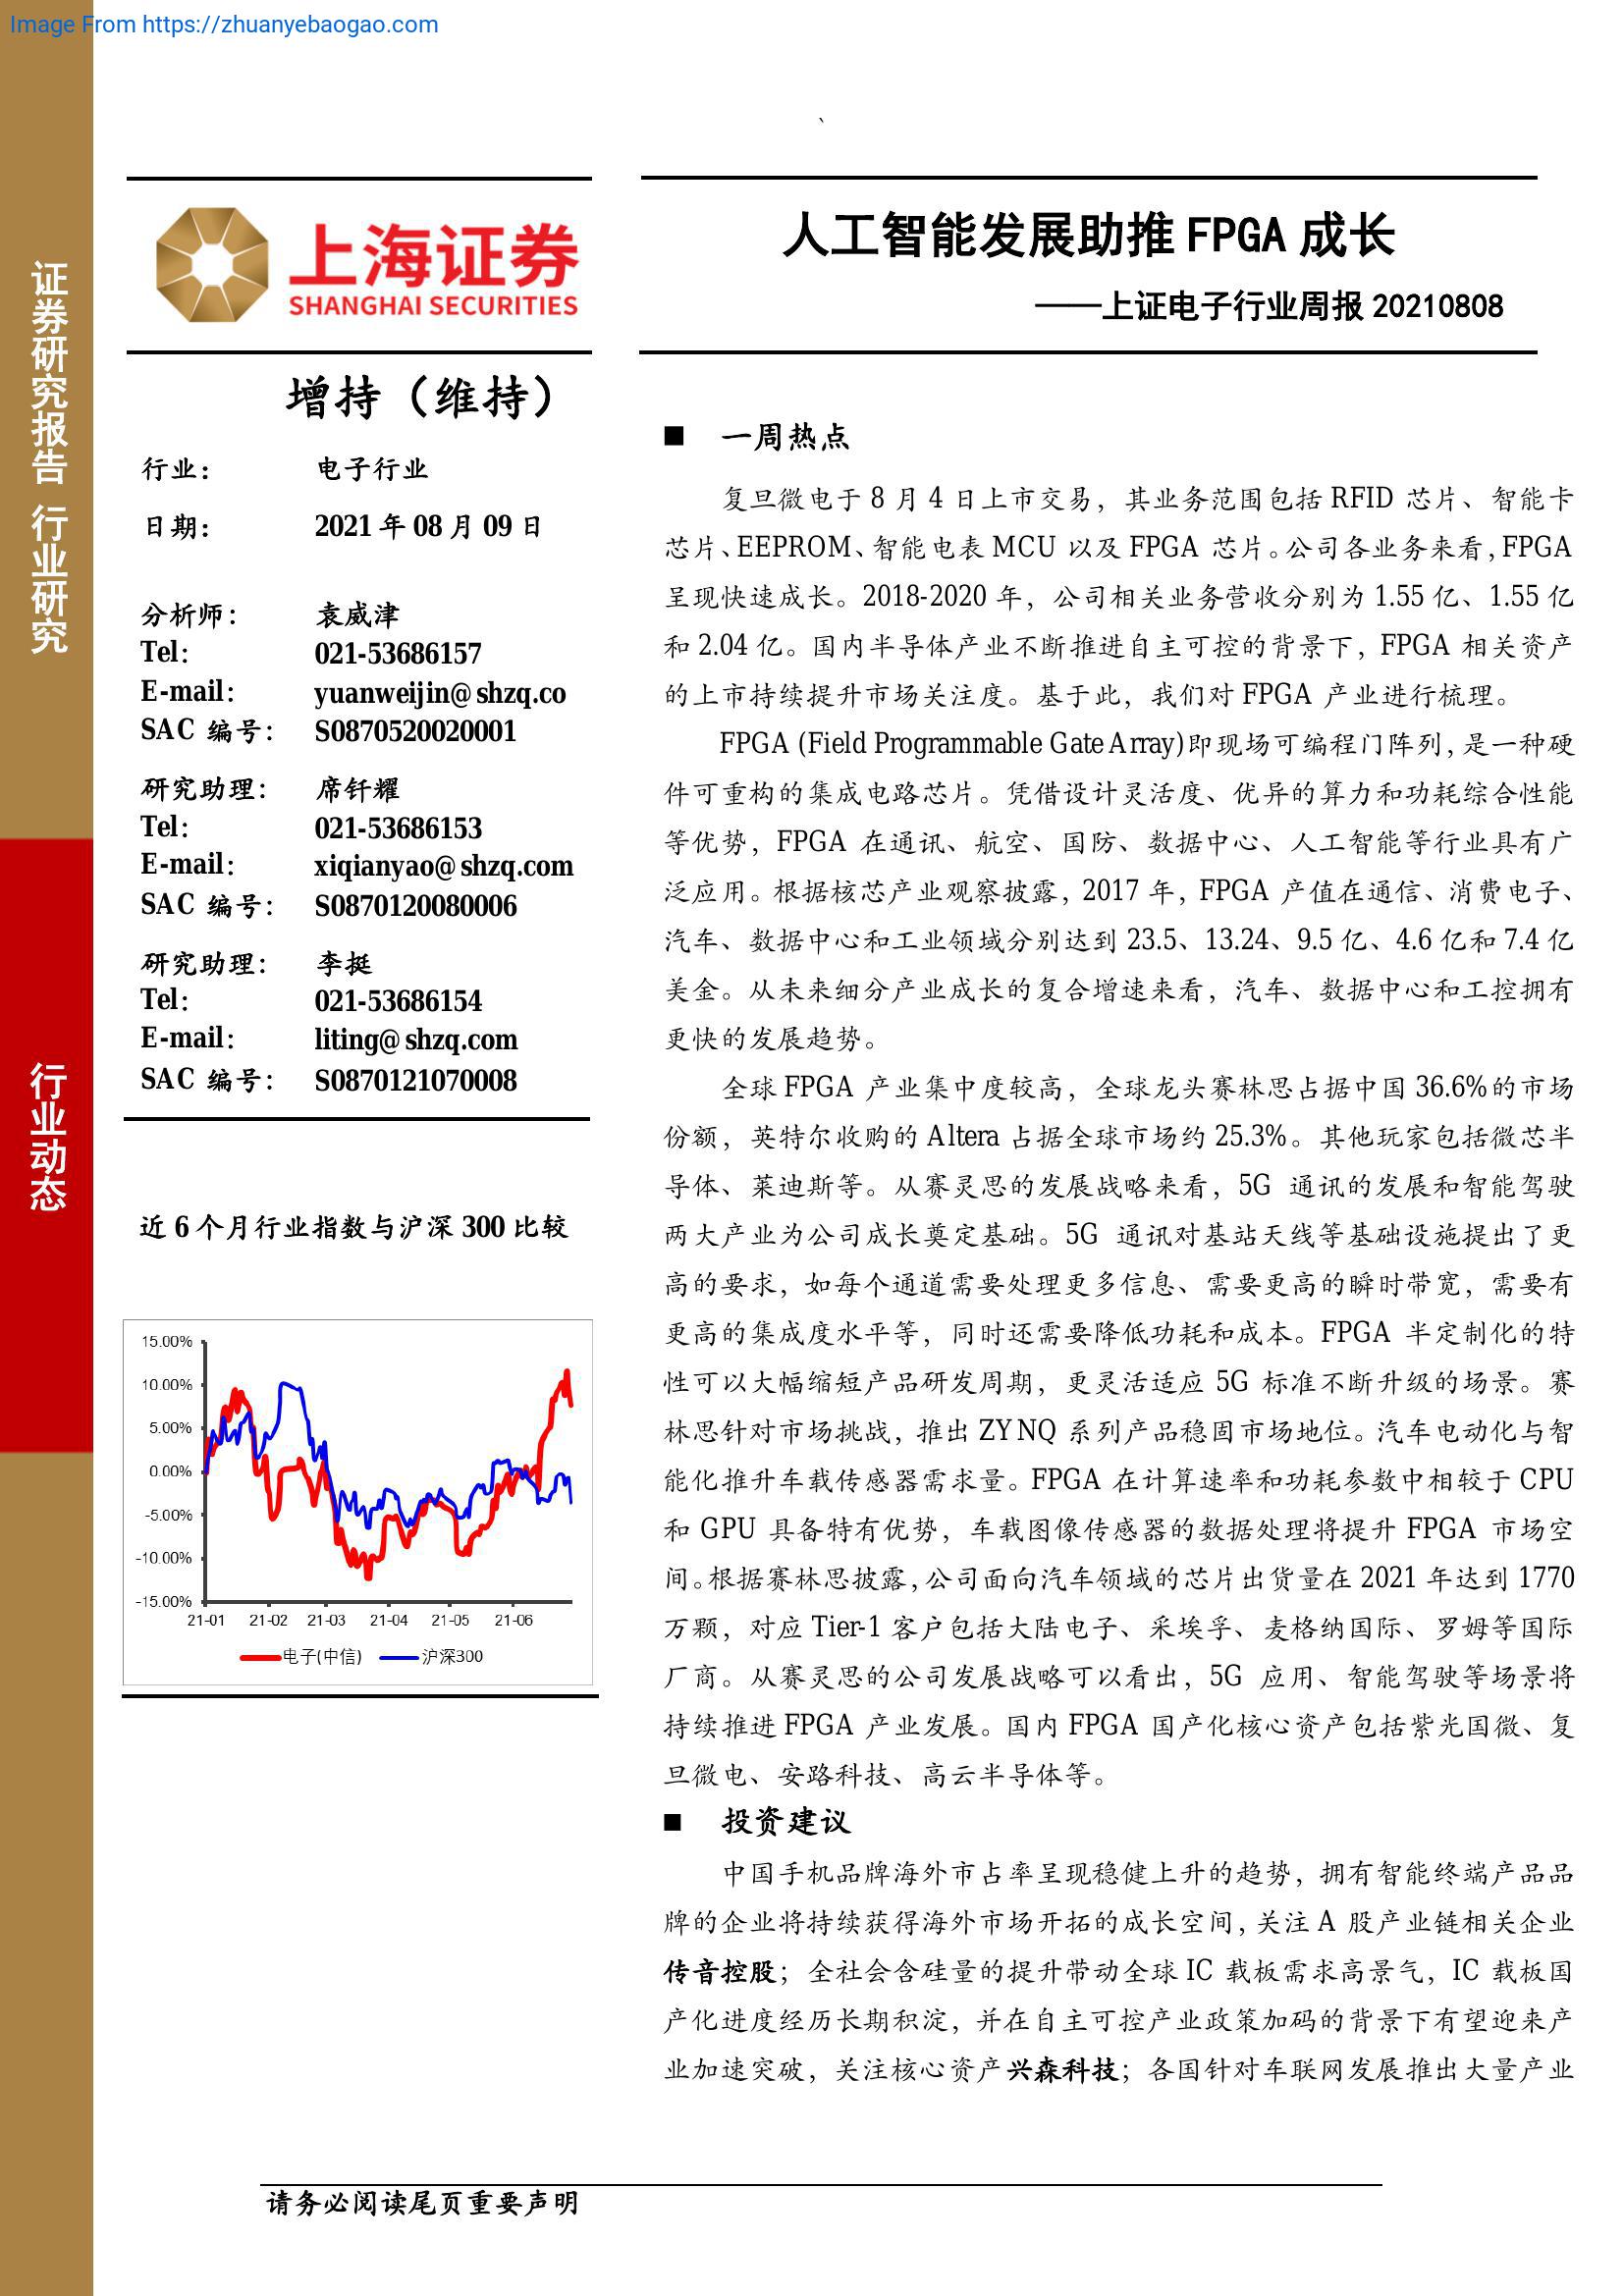 Image From https://zhuanyebaogao.com
、
证券研究报告 行业研究
行业动态
上海证券
SHANGHAI SECURITIES
人工智能发展助推 FPGA 成长
——上证电子行业周报 20210808
增持（维持）
行业： 电子行业
日期： 2021 年 08 月 09 日
分析师： 袁威津
Tel： 021-53686157
E-mail： yuanweijin@shzq.co
SAC 编号： S0870520020001
研究助理： 席钎耀
Tel： 021-53686153
E-mail： xiqianyao@shzq.com
SAC 编号： S0870120080006
研究助理： 李挺
Tel： 021-53686154
E-mail： liting@shzq.com
SAC 编号： S0870121070008
近 6 个月行业指数与沪深 300 比较
15.00%
10.00%
5.00%
0.00%
-5.00%
-10.00%
-15.00%
21-01 21-02 21-03 21-04 21-05 21-06
电子(中信) 沪深300
■ 一周热点
复旦微电于 8 月 4 日上市交易，其业务范围包括 RFID 芯片、智能卡
芯片、EEPROM、智能电表 MCU 以及 FPGA 芯片。公司各业务来看，FPGA
呈现快速成长。2018-2020 年，公司相关业务营收分别为 1.55 亿、1.55 亿
和 2.04 亿。国内半导体产业不断推进自主可控的背景下，FPGA 相关资产
的上市持续提升市场关注度。基于此，我们对 FPGA 产业进行梳理。
FPGA (Field Programmable Gate Array)即现场可编程门阵列，是一种硬
件可重构的集成电路芯片。凭借设计灵活度、优异的算力和功耗综合性能
等优势，FPGA 在通讯、航空、国防、数据中心、人工智能等行业具有广
泛应用。根据核芯产业观察披露，2017 年，FPGA 产值在通信、消费电子、
汽车、数据中心和工业领域分别达到 23.5、13.24、9.5 亿、4.6 亿和 7.4 亿
美金。从未来细分产业成长的复合增速来看，汽车、数据中心和工控拥有
更快的发展趋势。
全球 FPGA 产业集中度较高，全球龙头赛林思占据中国 36.6%的市场
份额，英特尔收购的 Altera 占据全球市场约 25.3%。其他玩家包括微芯半
导体、莱迪斯等。从赛灵思的发展战略来看，5G 通讯的发展和智能驾驶
两大产业为公司成长奠定基础。5G 通讯对基站天线等基础设施提出了更
高的要求，如每个通道需要处理更多信息、需要更高的瞬时带宽，需要有
更高的集成度水平等，同时还需要降低功耗和成本。FPGA 半定制化的特
性可以大幅缩短产品研发周期，更灵活适应 5G 标准不断升级的场景。赛
林思针对市场挑战，推出 ZYNQ 系列产品稳固市场地位。汽车电动化与智
能化推升车载传感器需求量。FPGA 在计算速率和功耗参数中相较于 CPU
和 GPU 具备特有优势，车载图像传感器的数据处理将提升 FPGA 市场空
间。根据赛林思披露，公司面向汽车领域的芯片出货量在 2021 年达到 1770
万颗，对应 Tier-1 客户包括大陆电子、采埃孚、麦格纳国际、罗姆等国际
厂商。从赛灵思的公司发展战略可以看出，5G 应用、智能驾驶等场景将
持续推进 FPGA 产业发展。国内 FPGA 国产化核心资产包括紫光国微、复
旦微电、安路科技、高云半导体等。
■ 投资建议
中国手机品牌海外市占率呈现稳健上升的趋势，拥有智能终端产品品
牌的企业将持续获得海外市场开拓的成长空间，关注 A 股产业链相关企业
传音控股；全社会含硅量的提升带动全球 IC 载板需求高景气，IC 载板国
产化进度经历长期积淀，并在自主可控产业政策加码的背景下有望迎来产
业加速突破，关注核心资产兴森科技；各国针对车联网发展推出大量产业
请务必阅读尾页重要声明